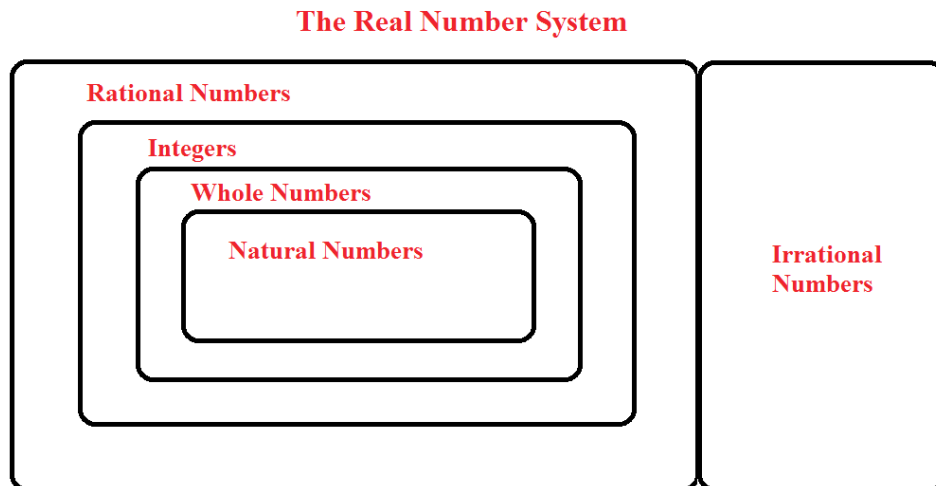 The Real Number System
Rational Numbers
Integers
Whole Numbers
Natural Numbers
Irrational
Numbers